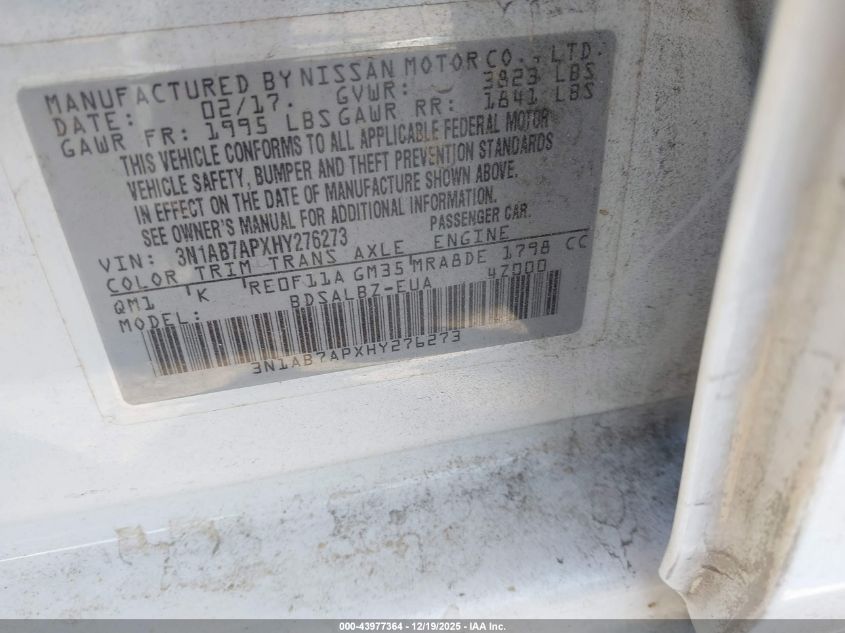 MANUFACTURED BY NISSAN MOTOR CO., LTD.
DATE: 02/17. GVWR: 3823 LBS
GAWR FR: 1995 LBS GAWR RR: 1841 LBS
THIS VEHICLE CONFORMS TO ALL APPLICABLE FEDERAL MOTOR
VEHICLE SAFETY, BUMPER AND THEFT PREVENTION STANDARDS
IN EFFECT ON THE DATE OF MANUFACTURE SHOWN ABOVE.
SEE OWNER'S MANUAL FOR ADDITIONAL INFORMATION.
VIN: 3N1AB7APXHY276273 PASSENGER CAR.
COLOR TRIM TRANS AXLE ENGINE
QM1 K RE0F11A GM35 MRA8DE 1798 CC
MODEL: BDSALBZ-EUA 42000
3N1AB7APXHY276273
000-43977364 - 12/19/2025 - IAA Inc.